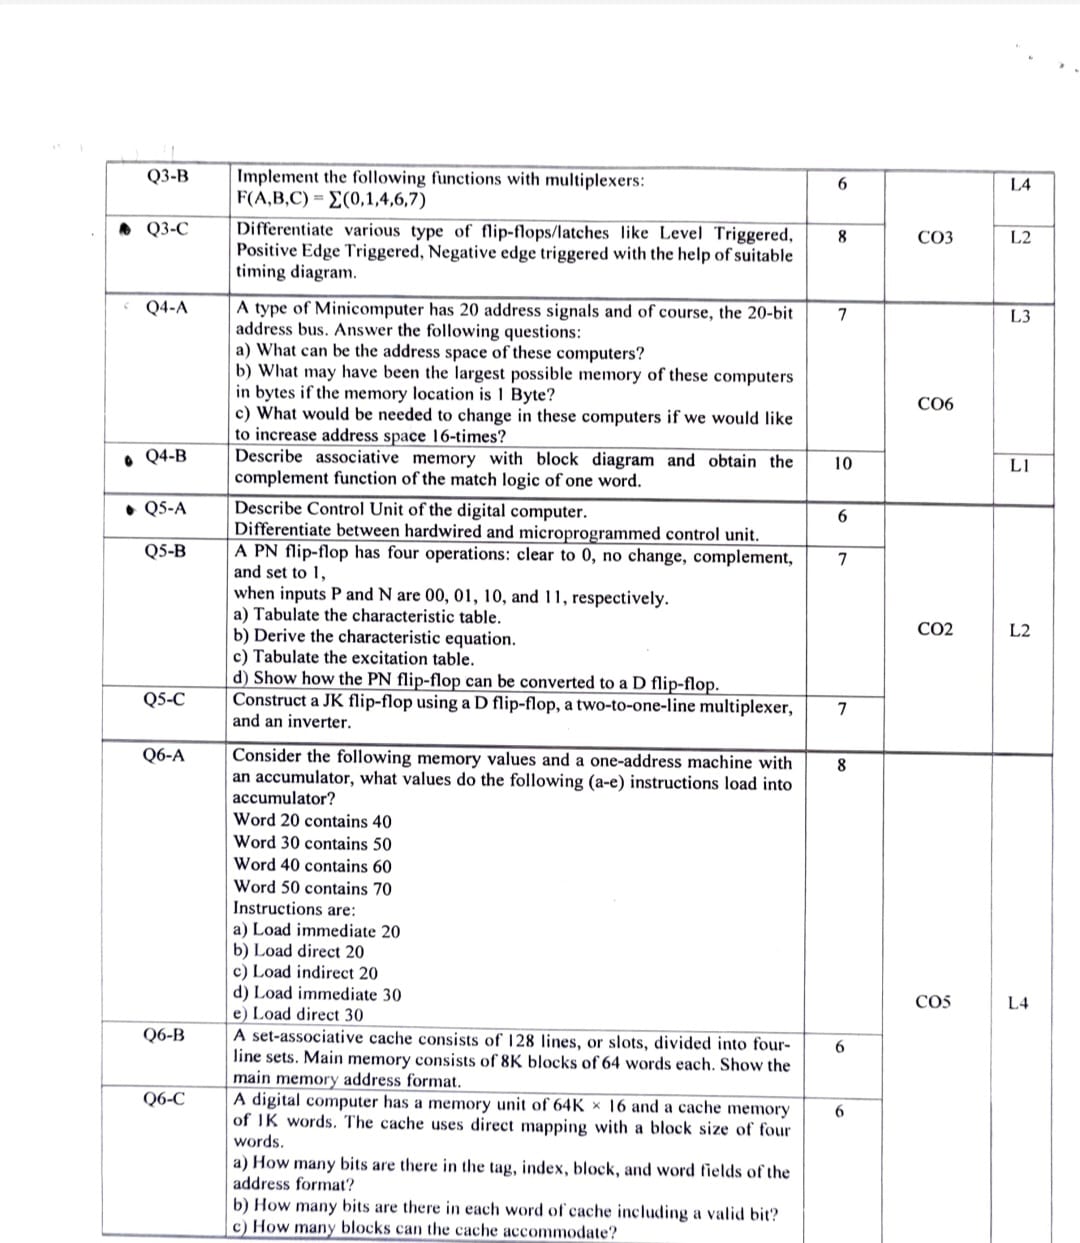 Q3-B Implement the following functions with multiplexers: 6 L4
F(A,B,C) = ∑(0,1,4,6,7)
Q3-C Differentiate various type of flip-flops/latches like Level Triggered, 8 CO3 L2
Positive Edge Triggered, Negative edge triggered with the help of suitable
timing diagram.
Q4-A A type of Minicomputer has 20 address signals and of course, the 20-bit 7 L3
address bus. Answer the following questions:
a) What can be the address space of these computers?
b) What may have been the largest possible memory of these computers
in bytes if the memory location is 1 Byte?
CO6
c) What would be needed to change in these computers if we would like
to increase address space 16-times?
Q4-B Describe associative memory with block diagram and obtain the 10 L1
complement function of the match logic of one word.
Q5-A Describe Control Unit of the digital computer. 6
Differentiate between hardwired and microprogrammed control unit.
Q5-B A PN flip-flop has four operations: clear to 0, no change, complement, 7
and set to 1,
when inputs P and N are 00, 01, 10, and 11, respectively.
a) Tabulate the characteristic table.
b) Derive the characteristic equation. CO2 L2
c) Tabulate the excitation table.
d) Show how the PN flip-flop can be converted to a D flip-flop.
Q5-C Construct a JK flip-flop using a D flip-flop, a two-to-one-line multiplexer, 7
and an inverter.
Q6-A Consider the following memory values and a one-address machine with 8
an accumulator, what values do the following (a-e) instructions load into
accumulator?
Word 20 contains 40
Word 30 contains 50
Word 40 contains 60
Word 50 contains 70
Instructions are:
a) Load immediate 20
b) Load direct 20
c) Load indirect 20
d) Load immediate 30 CO5 L4
e) Load direct 30
Q6-B A set-associative cache consists of 128 lines, or slots, divided into four- 6
line sets. Main memory consists of 8K blocks of 64 words each. Show the
main memory address format.
Q6-C A digital computer has a memory unit of 64K × 16 and a cache memory 6
of 1K words. The cache uses direct mapping with a block size of four
words.
a) How many bits are there in the tag, index, block, and word fields of the
address format?
b) How many bits are there in each word of cache including a valid bit?
c) How many blocks can the cache accommodate?